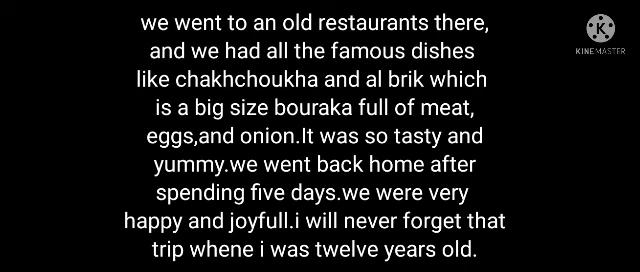 we went to an old restaurants there,
and we had all the famous dishes
like chakhchoukha and al brik which
is a big size bouraka full of meat,
eggs,and onion.It was so tasty and
yummy.we went back home after
spending five days.we were very
happy and joyfull.i will never forget that
trip whene i was twelve years old.
K
KINEMASTER